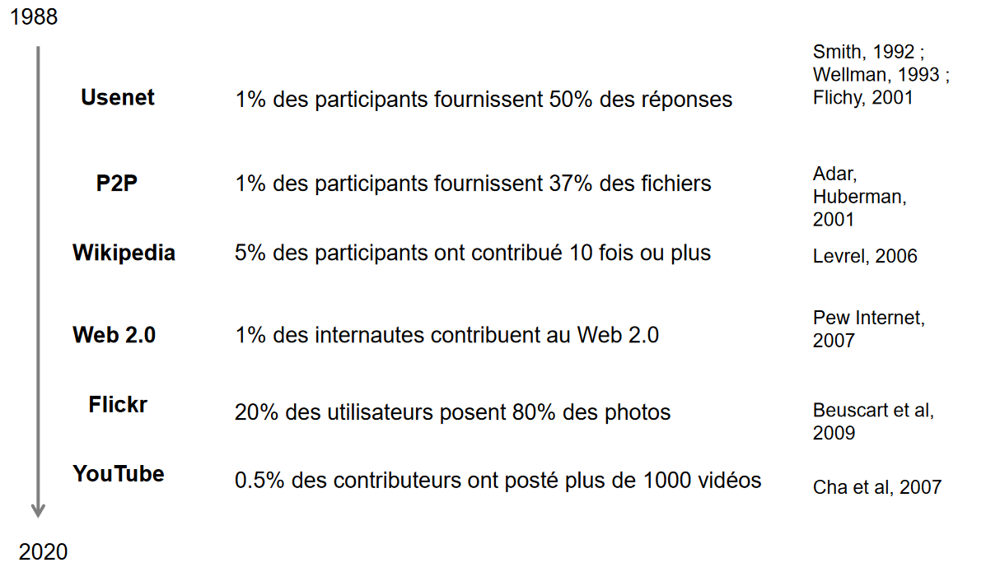 1988
Smith, 1992 ;
Wellman, 1993 ;
Flichy, 2001
Usenet
1% des participants fournissent 50% des réponses
P2P
1% des participants fournissent 37% des fichiers
Adar,
Huberman,
2001
Wikipedia
5% des participants ont contribué 10 fois ou plus
Levrel, 2006
Web 2.0
1% des internautes contribuent au Web 2.0
Pew Internet,
2007
Flickr
20% des utilisateurs posent 80% des photos
Beuscart et al,
2009
YouTube
0.5% des contributeurs ont posté plus de 1000 vidéos
Cha et al, 2007
2020